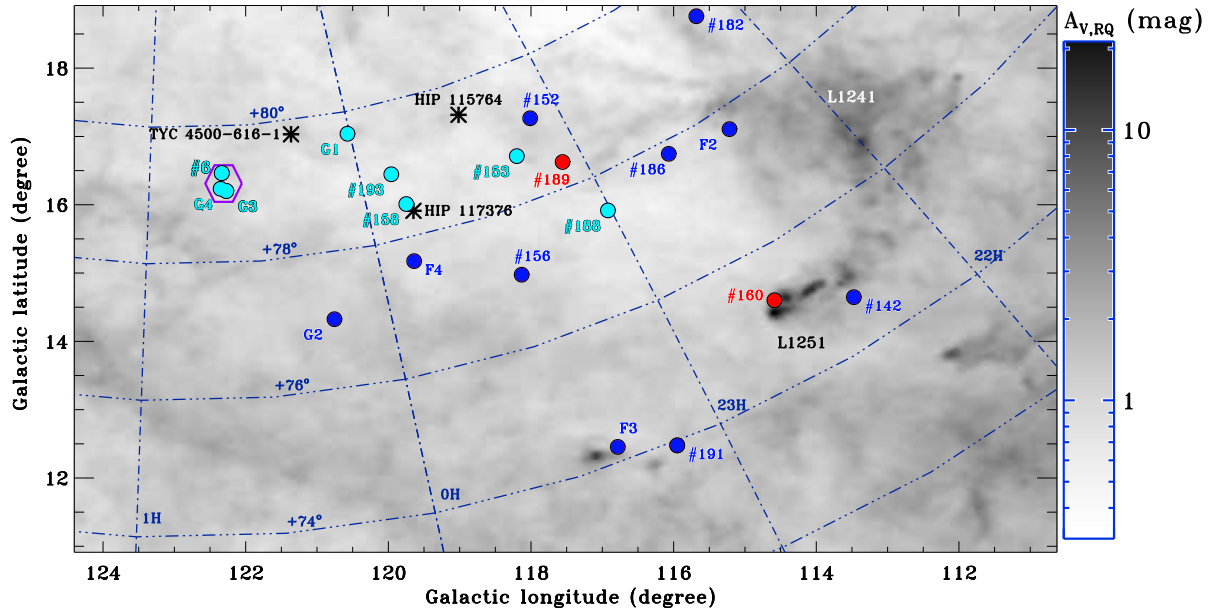 A_V,RQ (mag)
#182
18
HIP 115764
#152
L1241
+80°
TYC 4500-616-1
10
G1
F2
#6
#153
#186
#189
#193
G4
G3
16
HIP 117376
#158
#188
+78°
#156
22H
F4
#160
#142
G2
L1251
14
+76°
1
23H
F3
#191
12
0H
1H
+74°
124
122
120
118
116
114
112
Galactic longitude (degree)
Galactic latitude (degree)